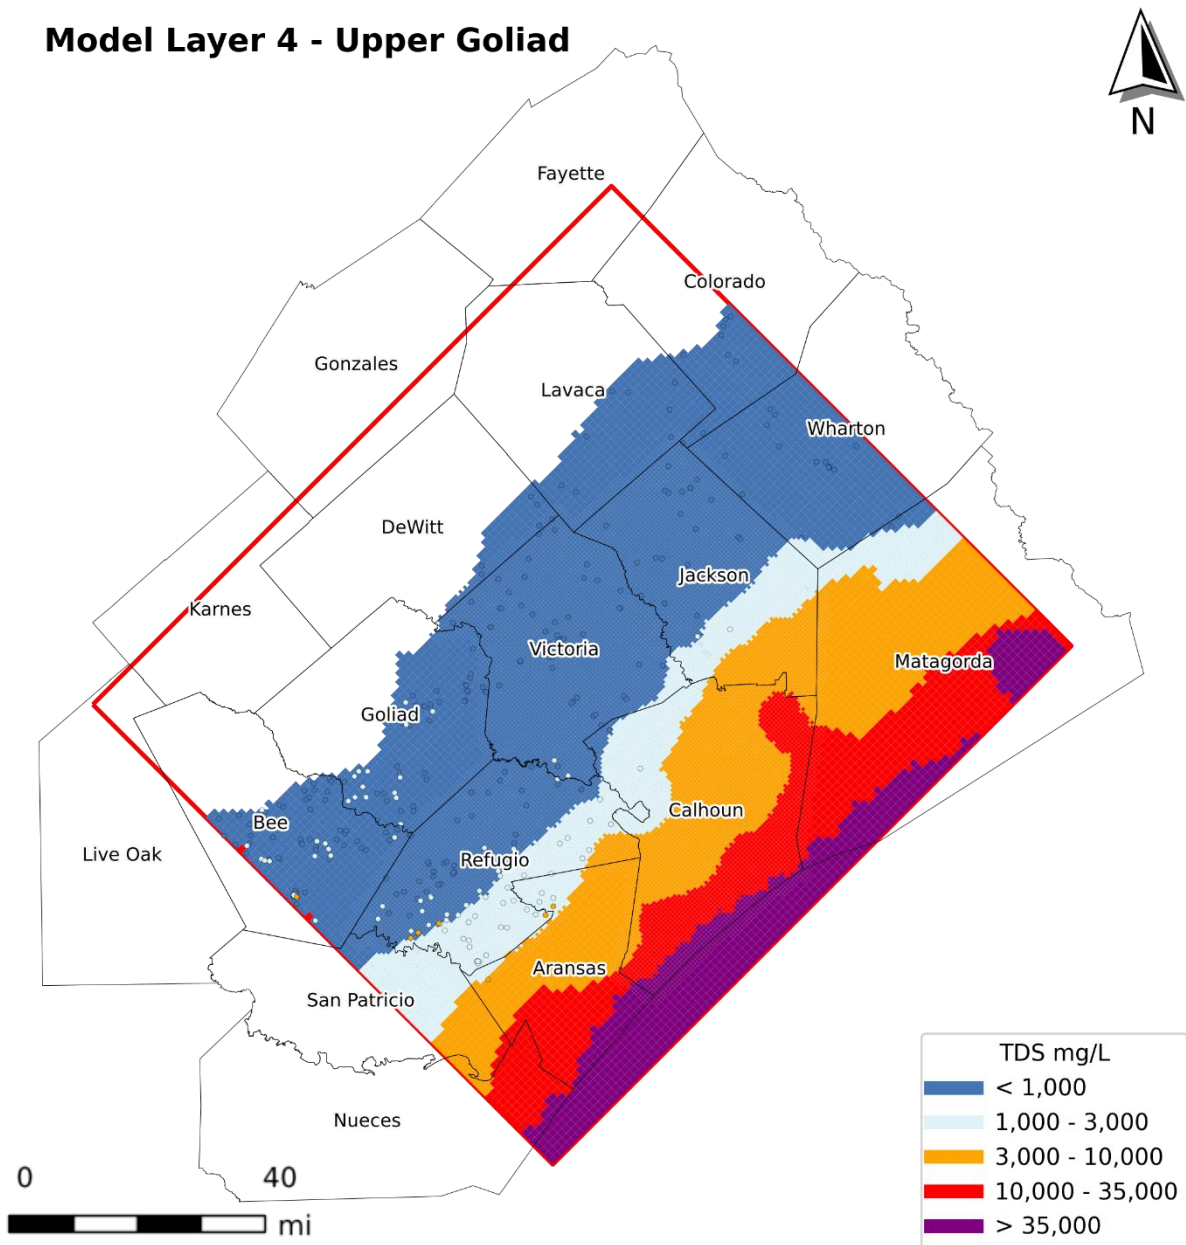 Model Layer 4 - Upper Goliad
N
Fayette
Colorado
Gonzales
Lavaca
Wharton
DeWitt
Jackson
Karnes
Victoria
Matagorda
Goliad
Calhoun
Bee
Live Oak
Refugio
Aransas
San Patricio
Nueces
0 40
mi
TDS mg/L
< 1,000
1,000 - 3,000
3,000 - 10,000
10,000 - 35,000
> 35,000